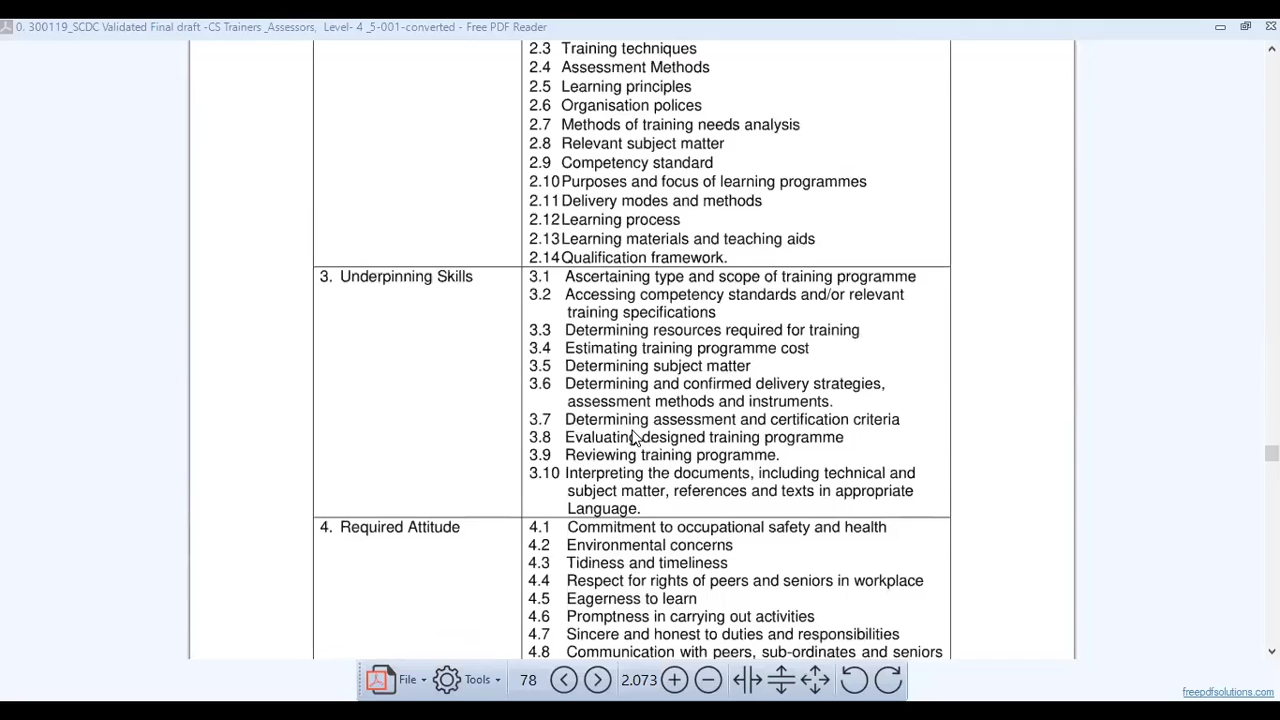 0. 300119_SCDC Validated Final draft -CS Trainers _Assessors, Level- 4 _5-001-converted - Free PDF Reader
2.3 Training techniques
2.4 Assessment Methods
2.5 Learning principles
2.6 Organisation polices
2.7 Methods of training needs analysis
2.8 Relevant subject matter
2.9 Competency standard
2.10 Purposes and focus of learning programmes
2.11 Delivery modes and methods
2.12 Learning process
2.13 Learning materials and teaching aids
2.14 Qualification framework.
3. Underpinning Skills
3.1 Ascertaining type and scope of training programme
3.2 Accessing competency standards and/or relevant
training specifications
3.3 Determining resources required for training
3.4 Estimating training programme cost
3.5 Determining subject matter
3.6 Determining and confirmed delivery strategies,
assessment methods and instruments.
3.7 Determining assessment and certification criteria
3.8 Evaluating designed training programme
3.9 Reviewing training programme.
3.10 Interpreting the documents, including technical and
subject matter, references and texts in appropriate
Language.
4. Required Attitude
4.1 Commitment to occupational safety and health
4.2 Environmental concerns
4.3 Tidiness and timeliness
4.4 Respect for rights of peers and seniors in workplace
4.5 Eagerness to learn
4.6 Promptness in carrying out activities
4.7 Sincere and honest to duties and responsibilities
4.8 Communication with peers, sub-ordinates and seniors
File Tools 78 2.073
freepdfsolutions.com